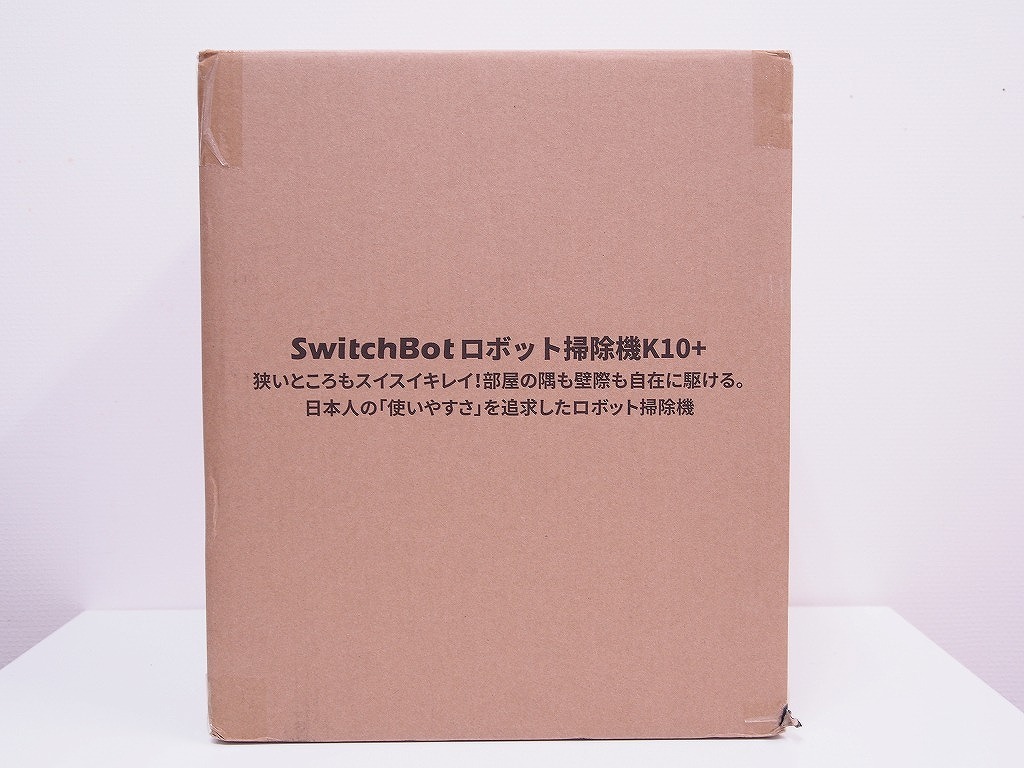 SwitchBot ロボット掃除機K10+
狭いところもスイスイキレイ!部屋の隅も壁際も自在に駆ける。
日本人の「使いやすさ」を追求したロボット掃除機